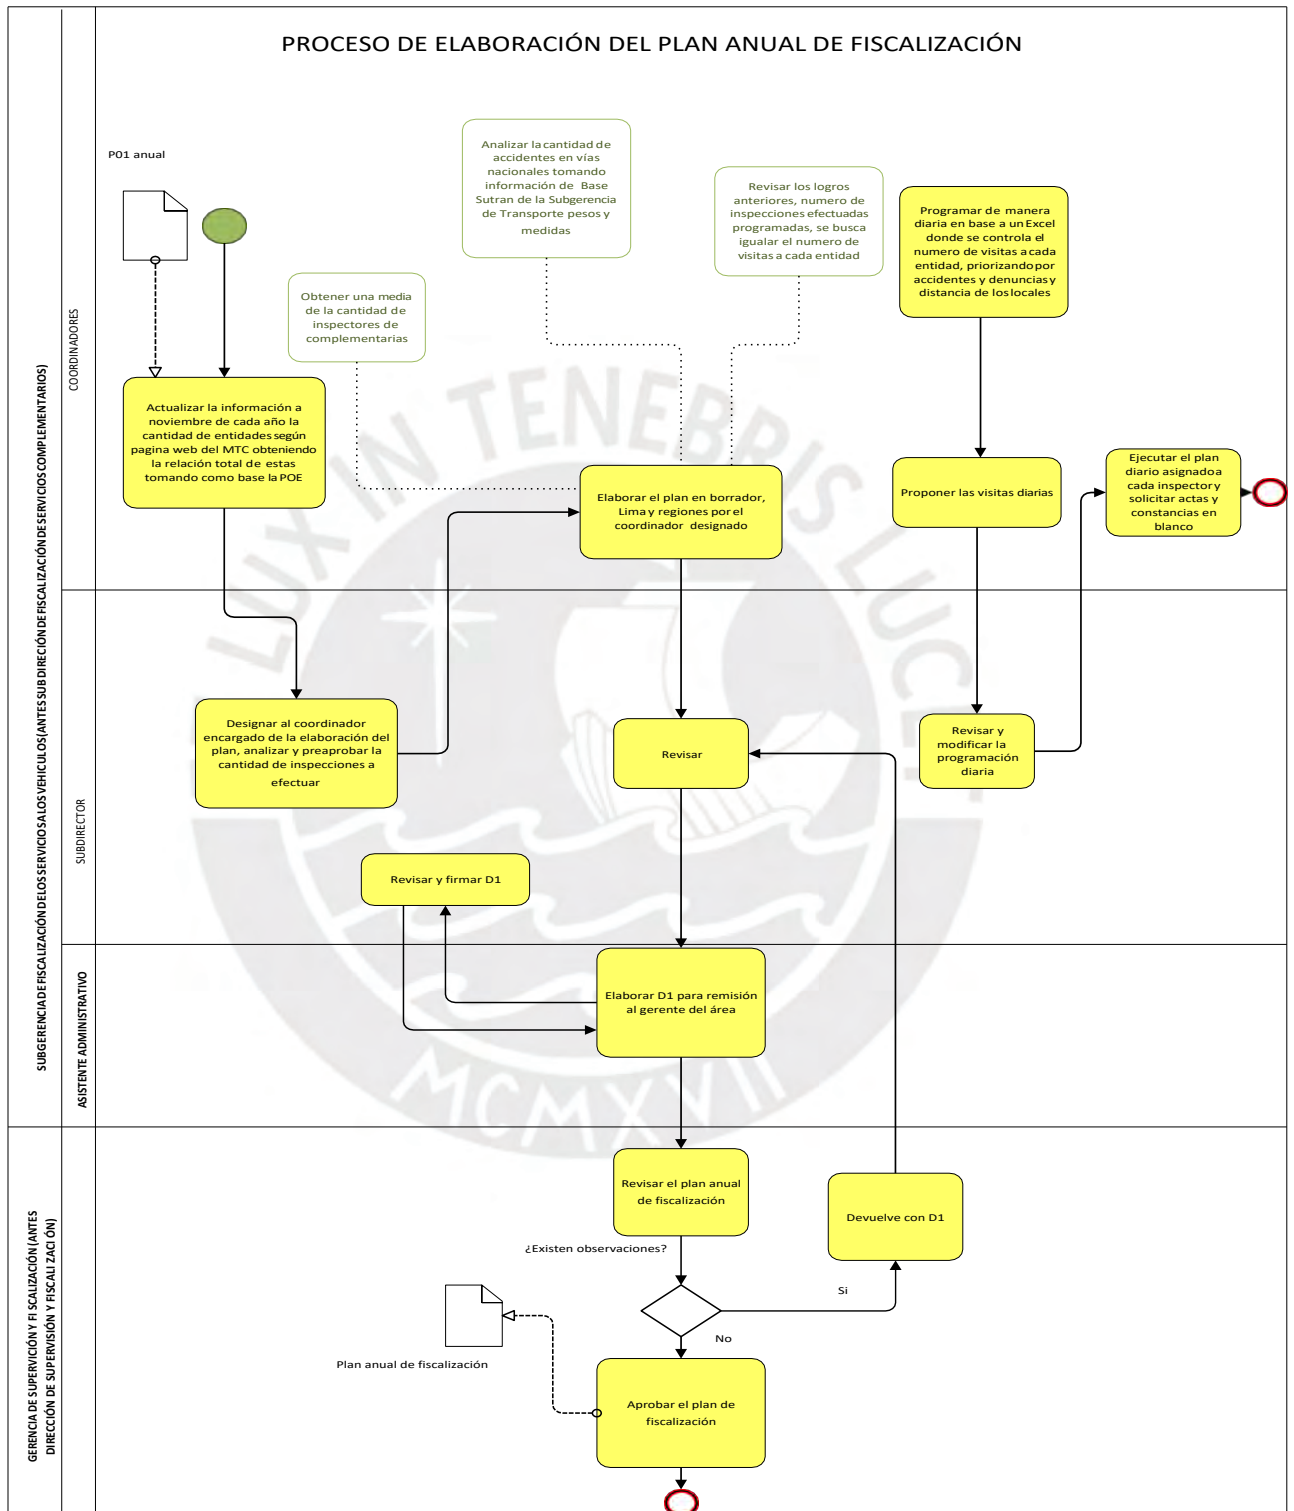 PROCESO DE ELABORACIÓN DEL PLAN ANUAL DE FISCALIZACIÓN
SUBGERENCIA DE FISCALIZACIÓN DE LOS SERVICIOS A LOS VEHICULOS (ANTES SUB DIRECIÓN DE FISCALIZACIÓN DE SERVICIOS COMPLEMENTARIOS)
COORDINADORES
P01 anual
Obtener una media
de la cantidad de
inspectores de
complementarias
Analizar la cantidad de
accidentes en vías
nacionales tomando
información de Base
Sutran de la Subgerencia
de Transporte pesos y
medidas
Revisar los logros
anteriores, numero de
inspecciones efectuadas
programadas, se busca
igualar el numero de
visitas a cada entidad
Programar de manera
diaria en base a un Excel
donde se controla el
numero de visitas a cada
entidad, priorizando por
accidentes y denuncias y
distancia de los locales
Actualizar la información a
noviembre de cada año la
cantidad de entidades según
pagina web del MTC obteniendo
la relación total de estas
tomando como base la POE
Elaborar el plan en borrador,
Lima y regiones por el
coordinador designado
Proponer las visitas diarias
Ejecutar el plan
diario asignado a
cada inspector y
solicitar actas y
constancias en
blanco
SUBDIRECTOR
Designar al coordinador
encargado de la elaboración del
plan, analizar y preaprobar la
cantidad de inspecciones a
efectuar
Revisar
Revisar y
modificar la
programación
diaria
Revisar y firmar D1
ASISTENTE ADMINISTRATIVO
Elaborar D1 para remisión
al gerente del área
GERENCIA DE SUPERVICIÓN Y FISCALIZACIÓN (ANTES
DIRECCIÓN DE SUPERVISIÓN Y FISCALIZACIÓN)
Revisar el plan anual
de fiscalización
Devuelve con D1
¿Existen observaciones?
Si
No
Plan anual de fiscalización
Aprobar el plan de
fiscalización
LUX IN TENEBRIS LUCET
MCMXVII